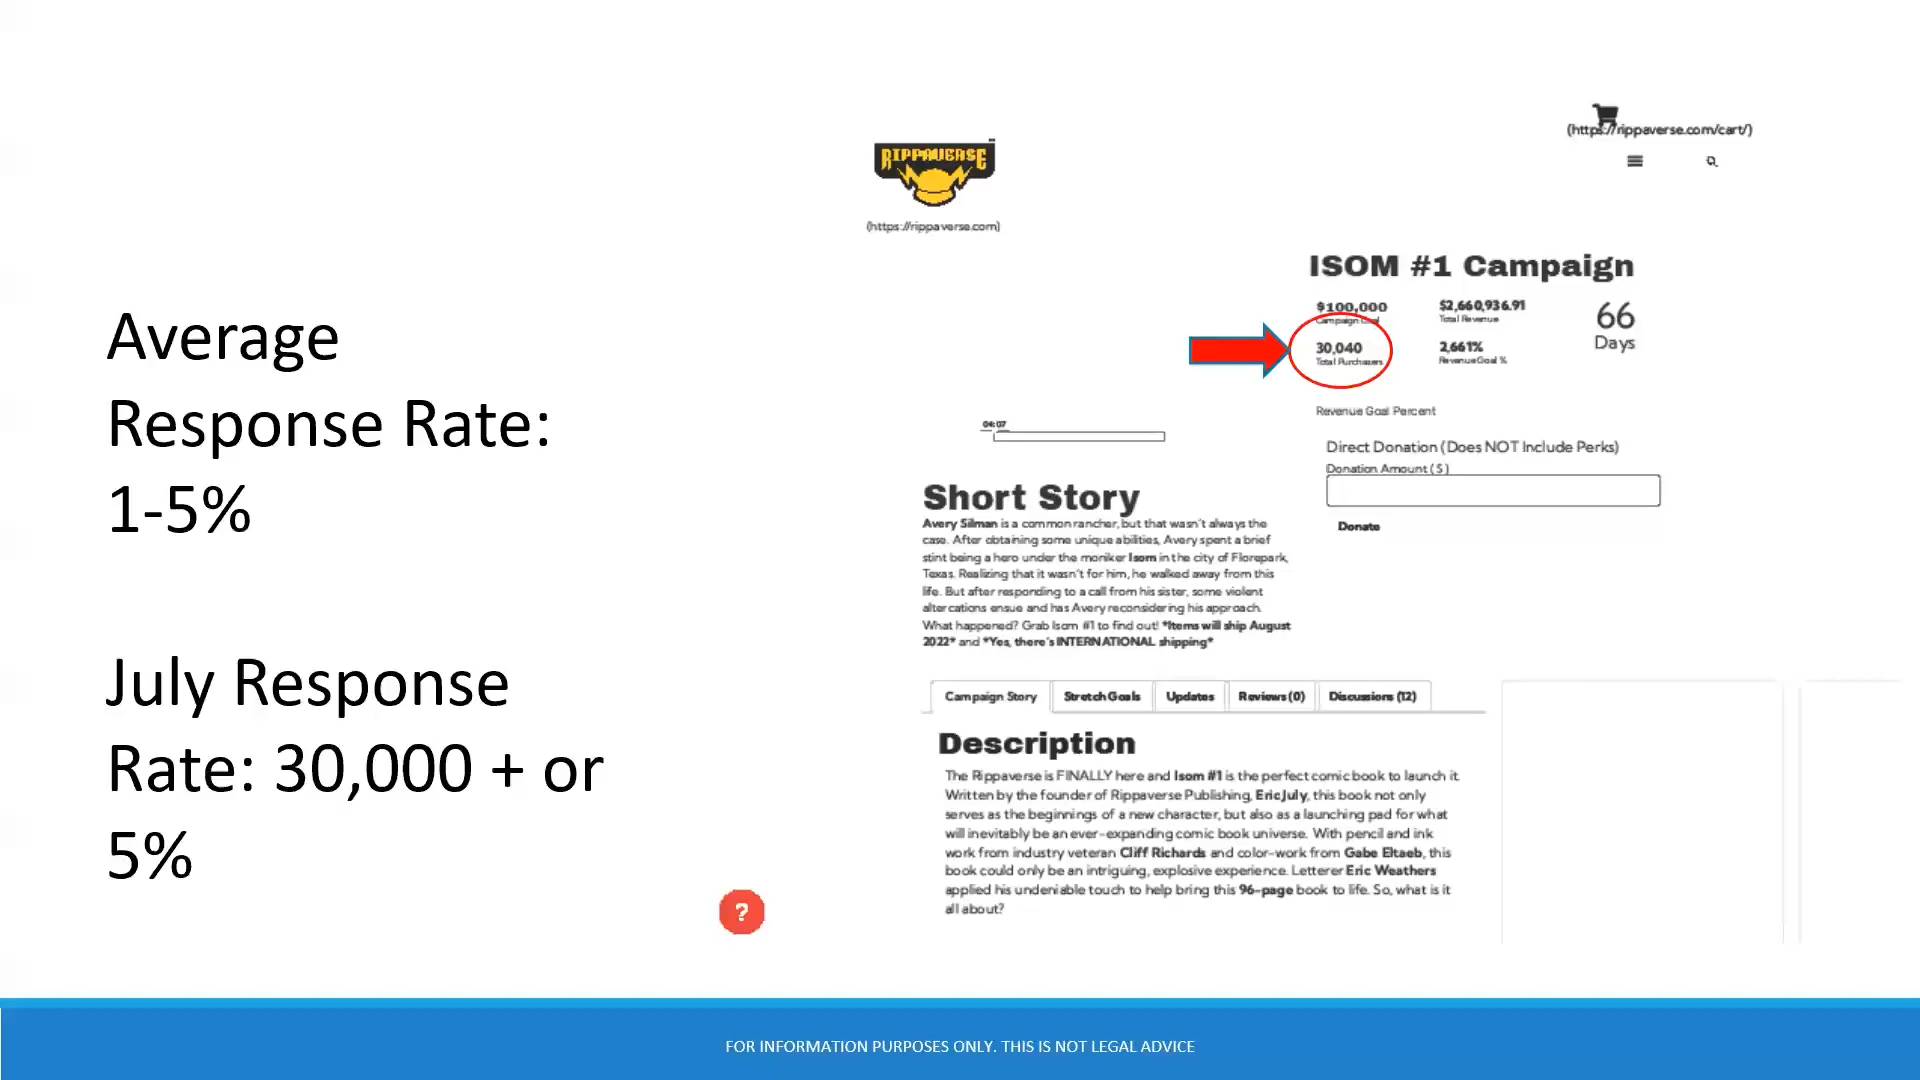 Average
Response Rate:
1-5%
July Response
Rate: 30,000 + or
5%
(https://rippaverse.com/cart/)
RIPPAVERSE
(https://rippaverse.com)
ISOM #1 Campaign
$100,000
Campaign Goal
$2,660,936.91
Total Revenue
66
Days
30,040
Total Purchasers
2,661%
Revenue Goal %
Revenue Goal Percent
04:07
Direct Donation (Does NOT Include Perks)
Donation Amount ( $ )
Donate
Short Story
Avery Silman is a common rancher, but that wasn't always the
case. After obtaining some unique abilities, Avery spent a brief
stint being a hero under the moniker Isom in the city of Florepark,
Texas. Realizing that it wasn't for him, he walked away from this
life. But after responding to a call from his sister, some violent
altercations ensue and has Avery reconsidering his approach.
What happened? Grab Isom #1 to find out! *Items will ship August
2022* and *Yes, there's INTERNATIONAL shipping*
Campaign Story
Stretch Goals
Updates
Reviews (0)
Discussions (12)
Description
The Rippaverse is FINALLY here and Isom #1 is the perfect comic book to launch it.
Written by the founder of Rippaverse Publishing, Eric July, this book not only
serves as the beginnings of a new character, but also as a launching pad for what
will inevitably be an ever-expanding comic book universe. With pencil and ink
work from industry veteran Cliff Richards and color-work from Gabe Eltaeb, this
book could only be an intriguing, explosive experience. Letterer Eric Weathers
applied his undeniable touch to help bring this 96-page book to life. So, what is it
all about?
?
FOR INFORMATION PURPOSES ONLY. THIS IS NOT LEGAL ADVICE